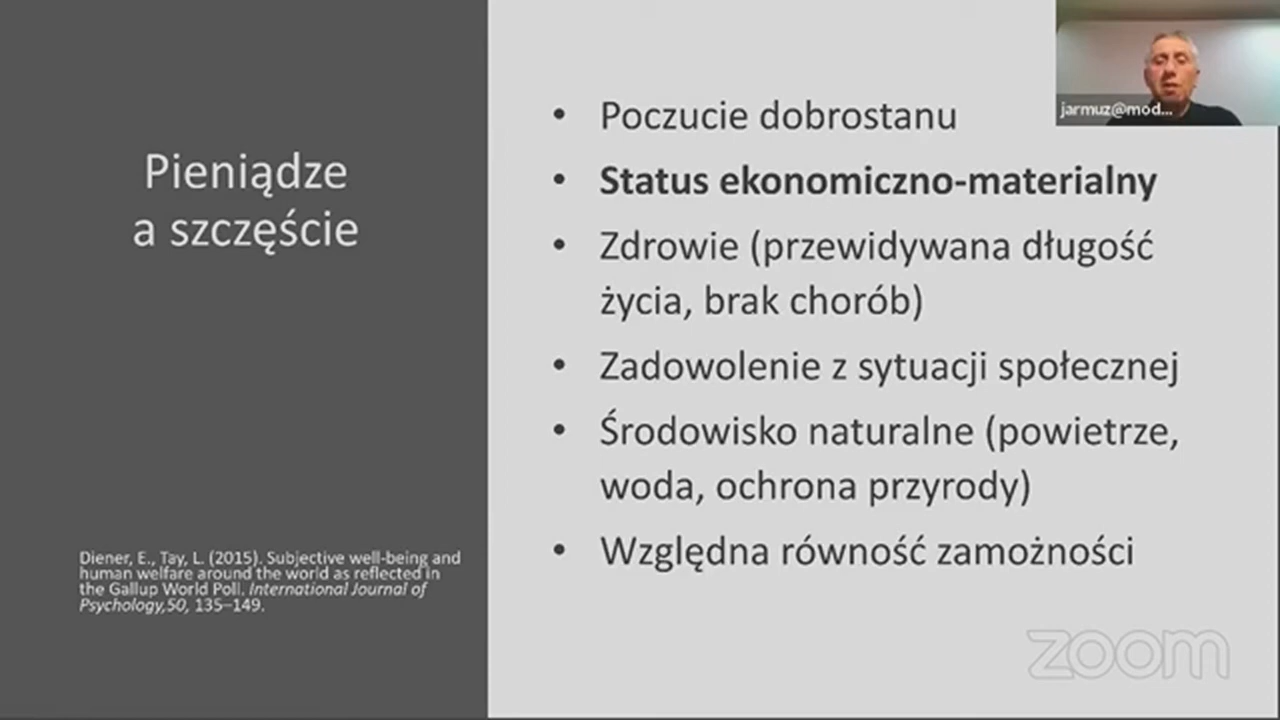 Pieniądze
a szczęście
Diener, E., Tay, L. (2015). Subjective well-being and
human welfare around the world as reflected in
the Gallup World Poll. International Journal of
Psychology,50, 135–149.
• Poczucie dobrostanu
• Status ekonomiczno-materialny
• Zdrowie (przewidywana długość
życia, brak chorób)
• Zadowolenie z sytuacji społecznej
• Środowisko naturalne (powietrze,
woda, ochrona przyrody)
• Względna równość zamożności
jarmuz@mod...
zoom